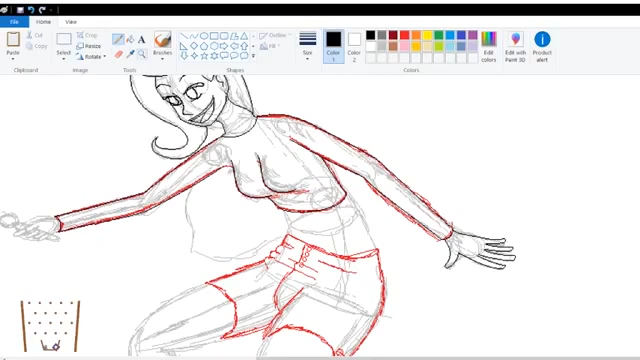 File Home View
Paste
Cut
Copy
Clipboard
Select
Crop
Resize
Rotate
Image
Tools
Brushes
Shapes
Outline
Fill
Size
Color
1
Color
2
Colors
Edit
colors
Edit with
Paint 3D
Product
alert